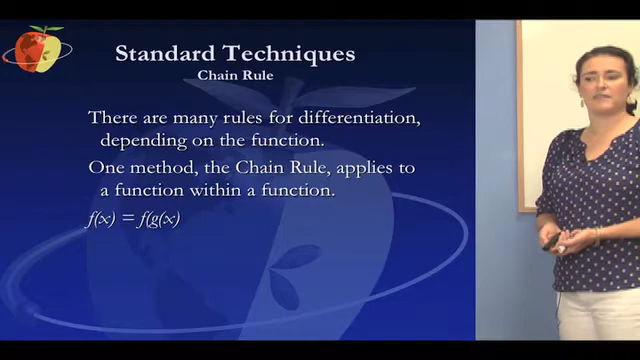 Standard Techniques
Chain Rule
There are many rules for differentiation,
depending on the function.
One method, the Chain Rule, applies to
a function within a function.
f(x) = f(g(x)